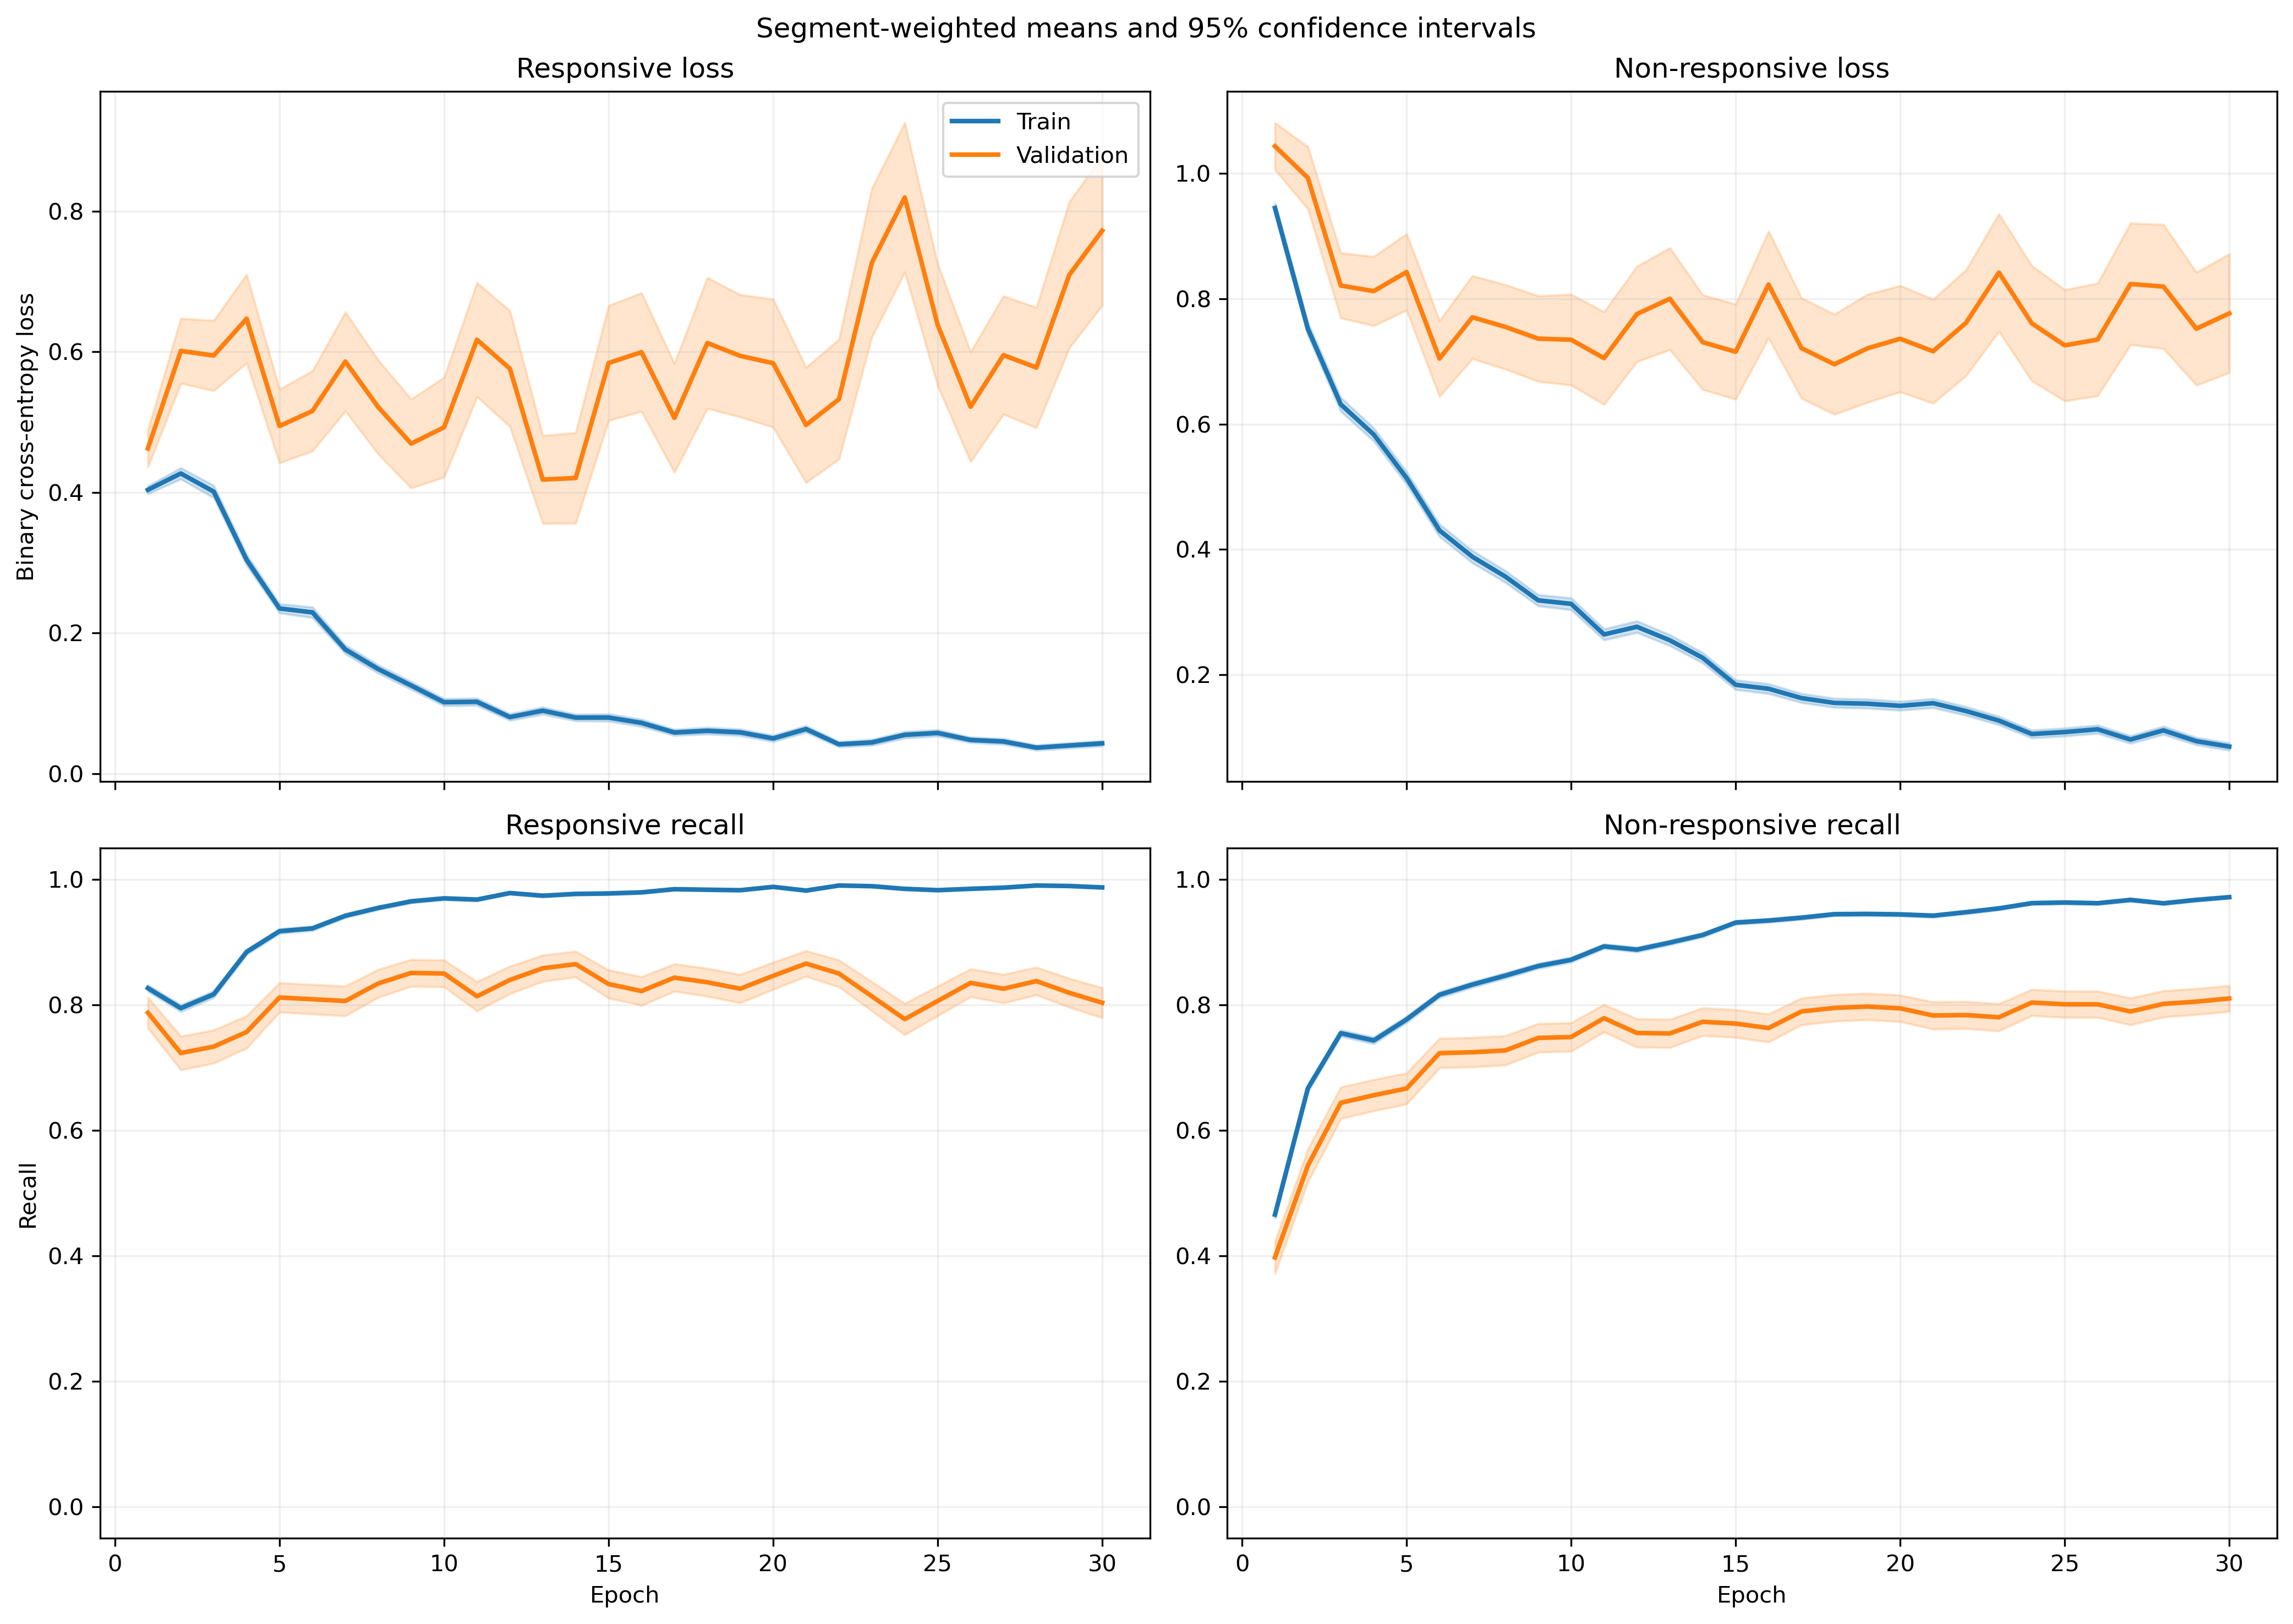 Segment-weighted means and 95% confidence intervals
Responsive loss
Non-responsive loss
Train
Validation
Binary cross-entropy loss
0.8
0.6
0.4
0.2
0.0
1.0
0.8
0.6
0.4
0.2
Responsive recall
Non-responsive recall
Recall
1.0
0.8
0.6
0.4
0.2
0.0
1.0
0.8
0.6
0.4
0.2
0.0
0 5 10 15 20 25 30
0 5 10 15 20 25 30
Epoch
Epoch